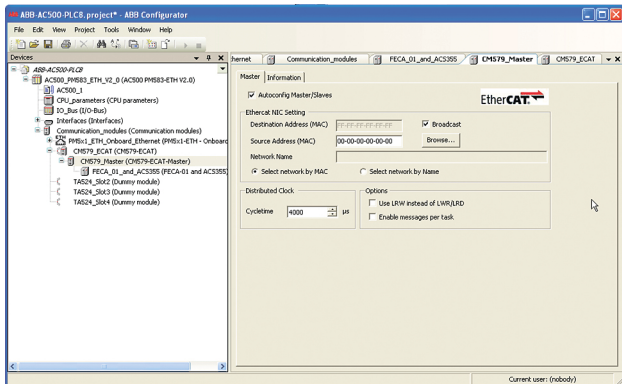 ABB-AC500-PLC8.project* - ABB Configurator
File Edit View Project Tools Window Help
Devices
ABB-AC500-PLC8
AC500_PM583_ETH_V2_0 (AC500 PM583-ETH V2.0)
AC500_1
CPU_parameters (CPU parameters)
IO_Bus (I/O-Bus)
Interfaces (Interfaces)
Communication_modules (Communication modules)
PM5x1_ETH_Onboard_Ethernet (PM5x1-ETH - Onboard
CM579_ECAT (CM579-ECAT)
CM579_Master (CM579-ECAT-Master)
FECA_01_and_ACS355 (FECA-01 and ACS355)
TA524_Slot2 (Dummy module)
TA524_Slot3 (Dummy module)
TA524_Slot4 (Dummy module)
hernet Communication_modules FECA_01_and_ACS355 CM579_Master CM579_ECAT
Master Information
Autoconfig Master/Slaves
EtherCAT.
Ethercat NIC Setting
Destination Address (MAC) FF-FF-FF-FF-FF-FF Broadcast
Source Address (MAC) 00-00-00-00-00-00 Browse...
Network Name
Select network by MAC Select network by Name
Distributed Clock Options
Cycletime 4000 µs
Use LRW instead of LWR/LRD
Enable messages per task
Current user: (nobody)